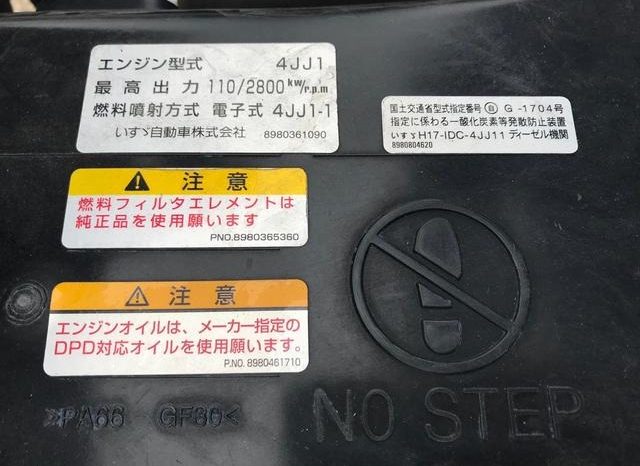 エンジン型式 4JJ1
最高出力 110/2800 kw/r.p.m
燃料噴射方式 電子式 4JJ1-1
いすゞ自動車株式会社 8980361090
国土交通省型式指定番号 自 G -1704号
指定に係わる一酸化炭素等発散防止装置
いすゞH17-IDC-4JJ11 ディーゼル機関
8980804620
注意
燃料フィルタエレメントは
純正品を使用願います
PNO.8980365360
注意
エンジンオイルは、メーカー指定の
DPD対応オイルを使用願います。
P.NO. 8980461710
>PA66 GF30<
NO STEP